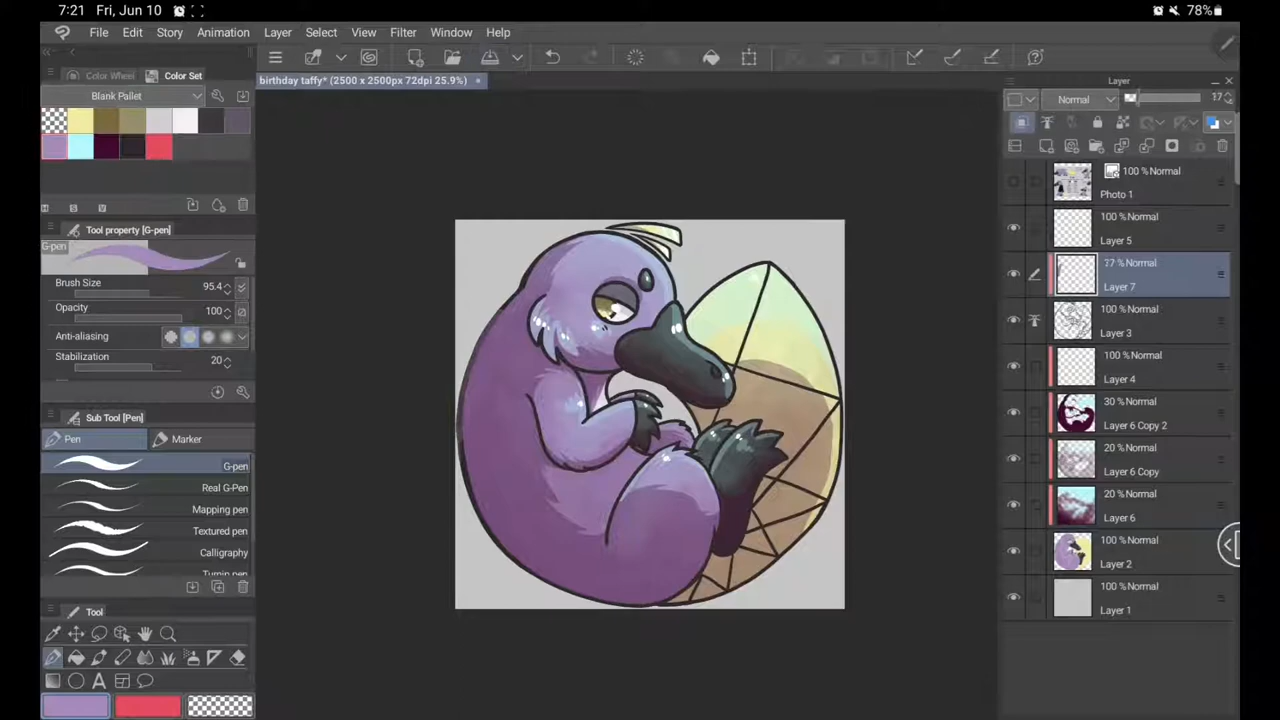 7:21 Fri, Jun 10
78%
File Edit Story Animation Layer Select View Filter Window Help
birthday taffy* (2500 x 2500px 72dpi 25.9%)
Color Wheel Color Set
Blank Pallet
H S V
Tool property [G-pen]
G-pen
Brush Size 95.4
Opacity 100
Anti-aliasing
Stabilization 20
Sub Tool [Pen]
Pen Marker
G-pen
Real G-Pen
Mapping pen
Textured pen
Calligraphy
Turnip pen
Tool
Layer
Normal
100 % Normal
Photo 1
100 % Normal
Layer 5
77 % Normal
Layer 7
100 % Normal
Layer 3
100 % Normal
Layer 4
30 % Normal
Layer 6 Copy 2
20 % Normal
Layer 6 Copy
20 % Normal
Layer 6
100 % Normal
Layer 2
100 % Normal
Layer 1